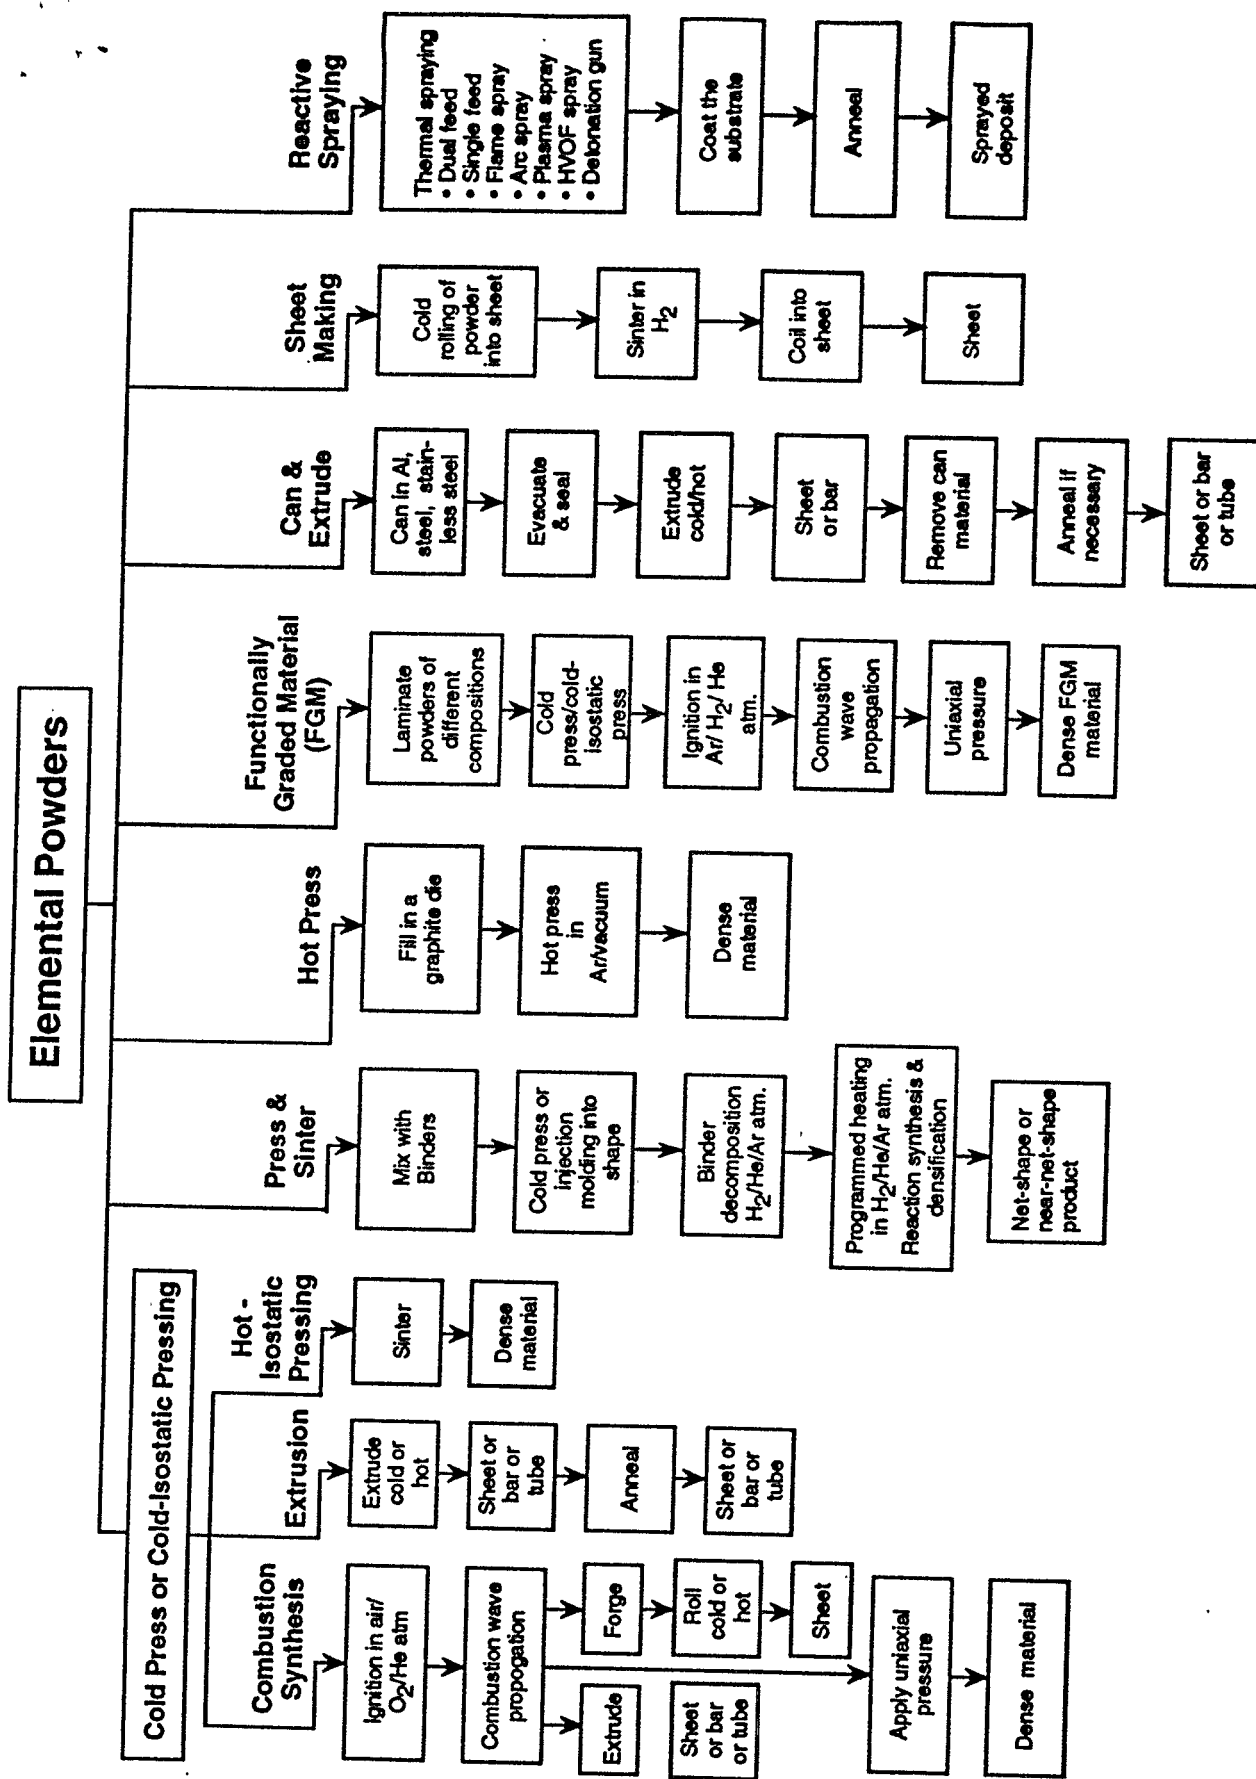 Elemental Powders
Cold Press or Cold-Isostatic Pressing
Combustion
Synthesis
Ignition in air/
O2/He atm
Combustion wave
propogation
Extrude
Sheet
or bar
or tube
Forge
Roll
cold or
hot
Sheet
Apply uniaxial
pressure
Dense material
Extrusion
Extrude
cold or
hot
Sheet or
bar or
tube
Anneal
Sheet or
bar or
tube
Hot -
Isostatic
Pressing
Sinter
Dense
material
Press &
Sinter
Mix with
Binders
Cold press or
injection
molding into
shape
Binder
decomposition
H2/He/Ar atm.
Programmed heating
in H2/He/Ar atm.
Reaction synthesis &
densification
Net-shape or
near-net-shape
product
Hot Press
Fill in a
graphite die
Hot press
in
Ar/vacuum
Dense
material
Functionally
Graded Material
(FGM)
Laminate
powders of
different
compositions
Cold
press/cold-
isostatic
press
Ignition in
Ar/ H2/ He
atm.
Combustion
wave
propagation
Uniaxial
pressure
Dense FGM
material
Can &
Extrude
Can in Al,
steel, stain-
less steel
Evacuate
& seal
Extrude
cold/hot
Sheet
or bar
Remove can
material
Anneal if
necessary
Sheet or bar
or tube
Sheet
Making
Cold
rolling of
powder
into sheet
Sinter in
H2
Coil into
sheet
Sheet
Reactive
Spraying
Thermal spraying
• Dual feed
• Single feed
• Flame spray
• Arc spray
• Plasma spray
• HVOF spray
• Detonation gun
Coat the
substrate
Anneal
Sprayed
deposit